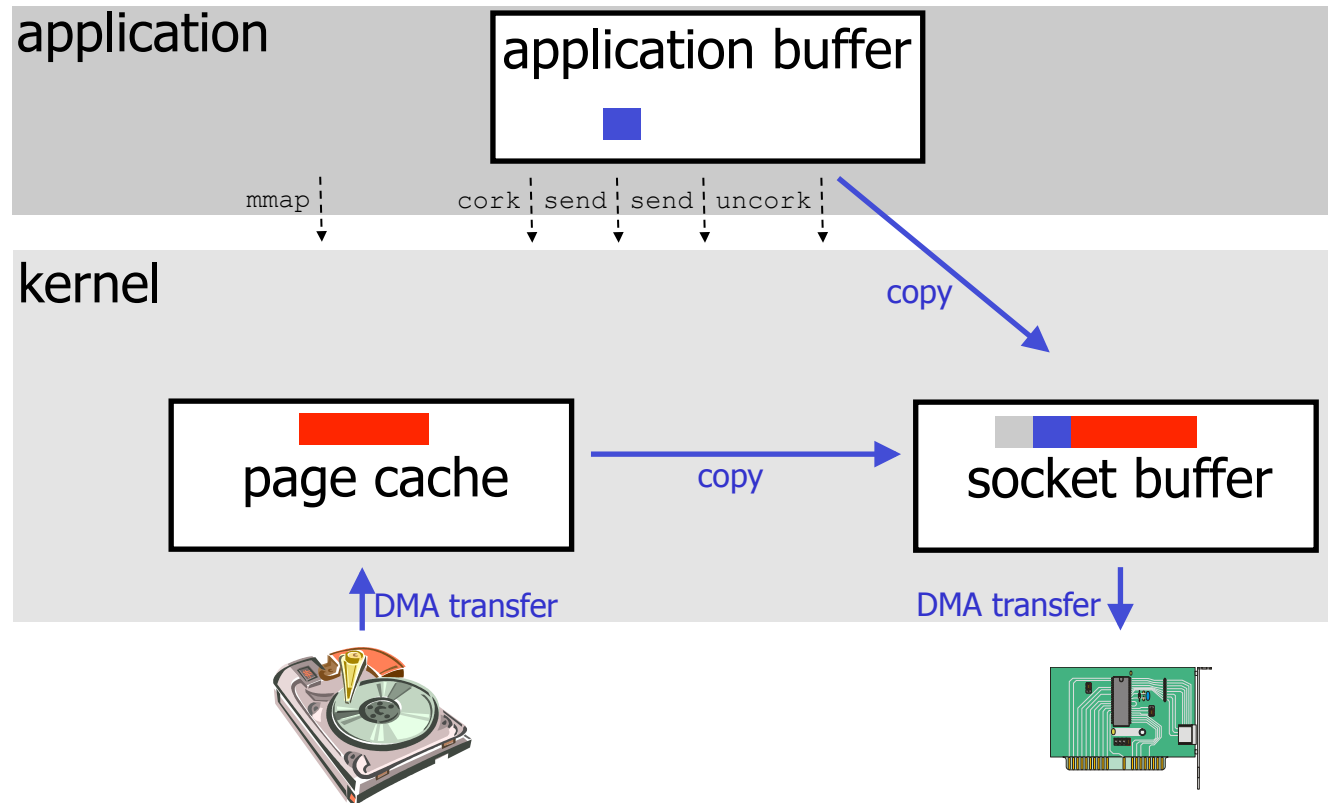 application
application buffer
mmap cork send send uncork
kernel
copy
page cache
copy
socket buffer
DMA transfer
DMA transfer